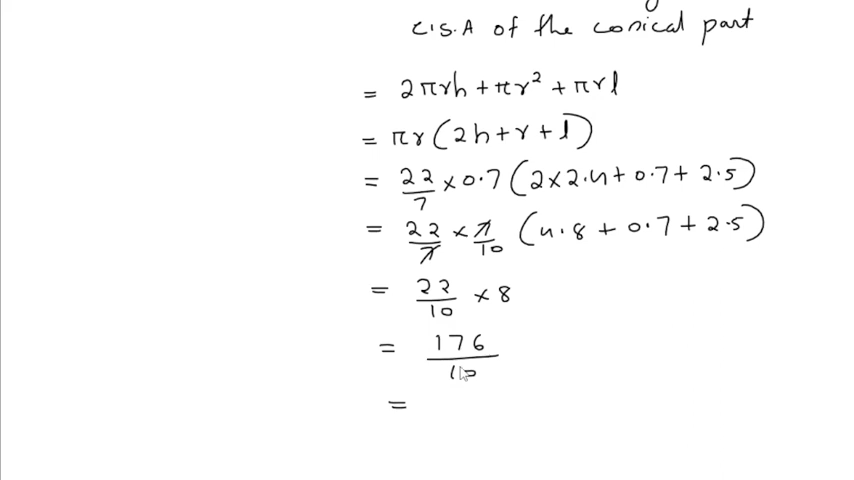 C.S.A of the conical part
= 2πrh + πr² + πrl
= πr(2h+r+l)
= 22/7 × 0.7 (2×2.4 + 0.7 + 2.5)
= 22/7 × 7/10 (4.8 + 0.7 + 2.5)
= 22/10 × 8
= 176/10
=